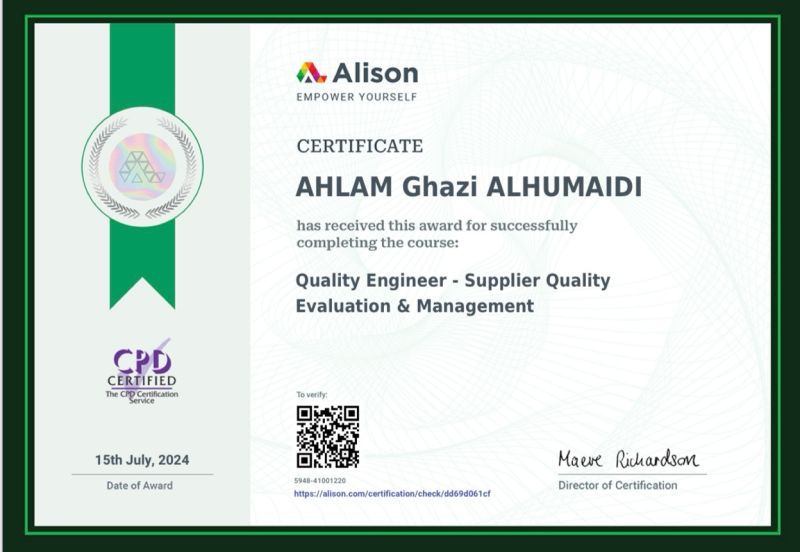 Alison
EMPOWER YOURSELF
CERTIFICATE
AHLAM Ghazi ALHUMAIDI
has received this award for successfully
completing the course:
Quality Engineer - Supplier Quality
Evaluation & Management
CPD
CERTIFIED
The CPD Certification
Service
15th July, 2024
Date of Award
To verify:
5948-41001220
https://alison.com/certification/check/dd69d061cf
Maeve Richardson
Director of Certification